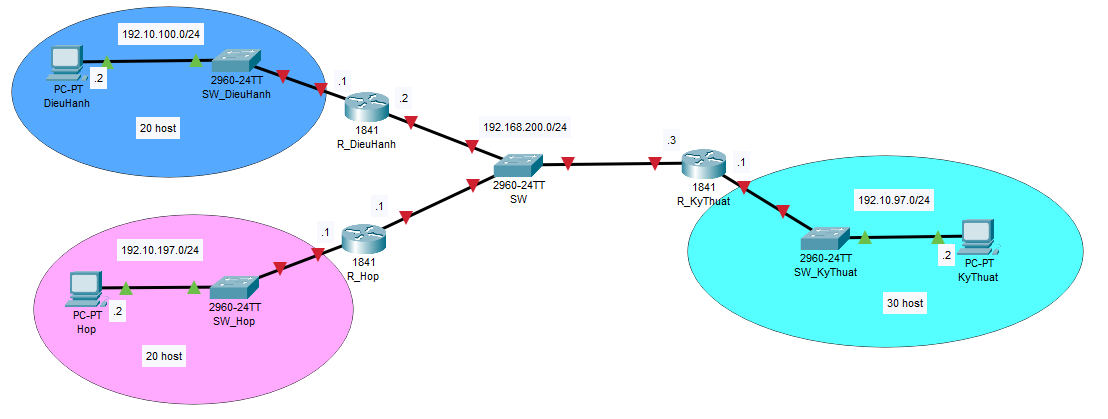 192.10.100.0/24
.2
PC-PT
DieuHanh
2960-24TT
SW_DieuHanh
20 host
.1
.2
1841
R_DieuHanh
192.168.200.0/24
2960-24TT
SW
.3
.1
1841
R_KyThuat
192.10.97.0/24
2960-24TT
SW_KyThuat
.2
PC-PT
KyThuat
30 host
192.10.197.0/24
.2
PC-PT
Hop
2960-24TT
SW_Hop
20 host
.1
.1
1841
R_Hop